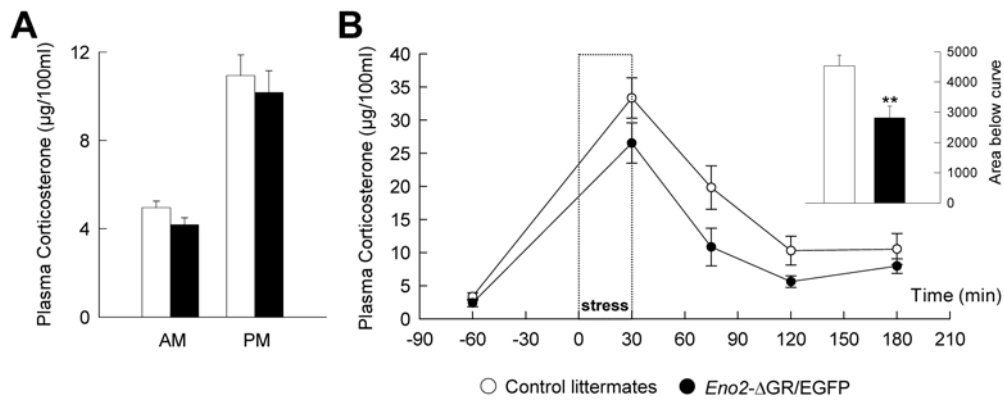 A
Plasma Corticosterone (µg/100ml)
12
8
4
0
AM PM
B
Plasma Corticosterone (µg/100ml)
40
35
30
25
20
15
10
5
0
-90 -60 -30 0 30 60 90 120 150 180 210
stress
Time (min)
**
5000
4000
3000
2000
1000
0
Area below curve
Control littermates Eno2-ΔGR/EGFP